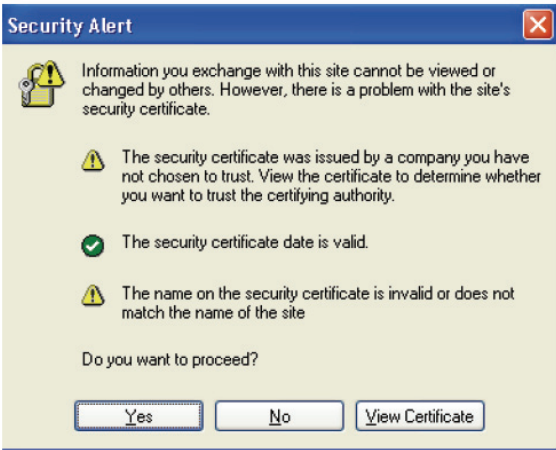 Security Alert
Information you exchange with this site cannot be viewed or
changed by others. However, there is a problem with the site's
security certificate.
The security certificate was issued by a company you have
not chosen to trust. View the certificate to determine whether
you want to trust the certifying authority.
The security certificate date is valid.
The name on the security certificate is invalid or does not
match the name of the site
Do you want to proceed?
Yes No View Certificate